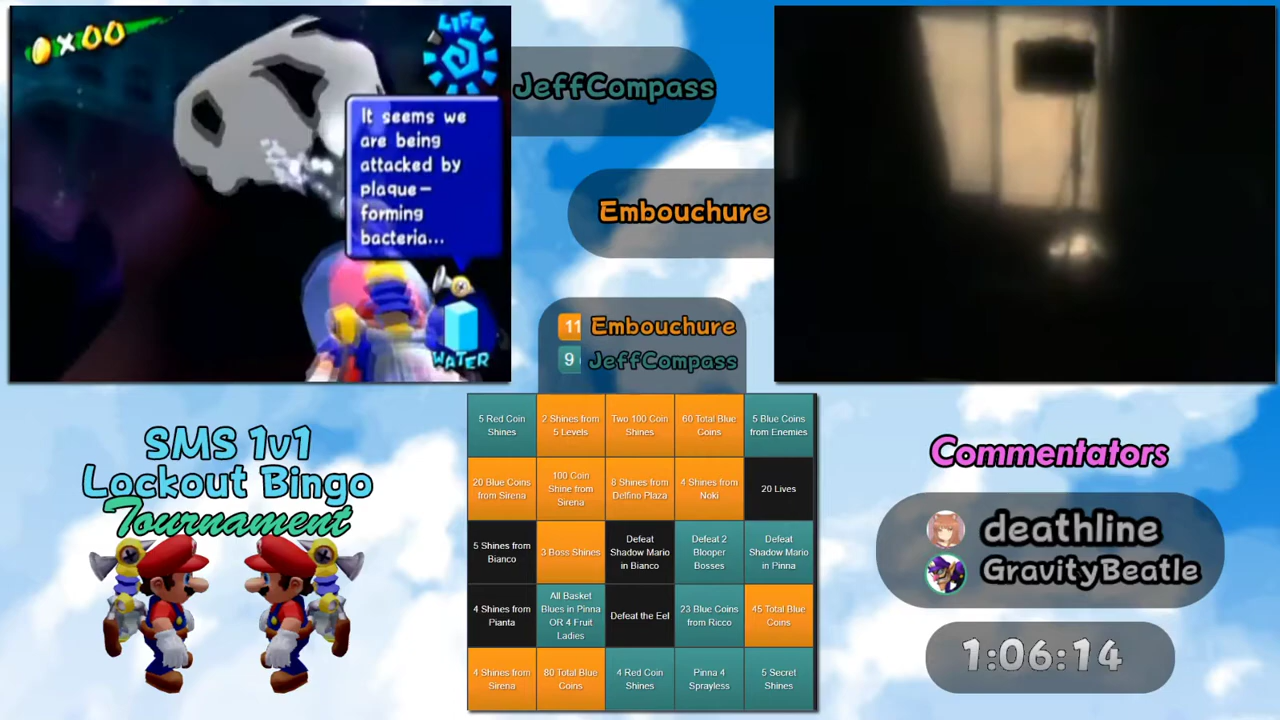 × 00
LIFE
It seems we
are being
attacked by
plaque–
forming
bacteria...
WATER
JeffCompass
Embouchure
11 Embouchure
9 JeffCompass
SMS 1v1
Lockout Bingo
Tournament
5 Red Coin
Shines
2 Shines from
5 Levels
Two 100 Coin
Shines
60 Total Blue
Coins
5 Blue Coins
from Enemies
20 Blue Coins
from Sirena
100 Coin
Shine from
Sirena
8 Shines from
Delfino Plaza
4 Shines from
Noki
20 Lives
5 Shines from
Bianco
3 Boss Shines
Defeat
Shadow Mario
in Bianco
Defeat 2
Blooper
Bosses
Defeat
Shadow Mario
in Pinna
4 Shines from
Pianta
All Basket
Blues in Pinna
OR 4 Fruit
Ladies
Defeat the Eel
23 Blue Coins
from Ricco
45 Total Blue
Coins
4 Shines from
Sirena
80 Total Blue
Coins
4 Red Coin
Shines
Pinna 4
Sprayless
5 Secret
Shines
Commentators
deathline
GravityBeatle
1:06:14